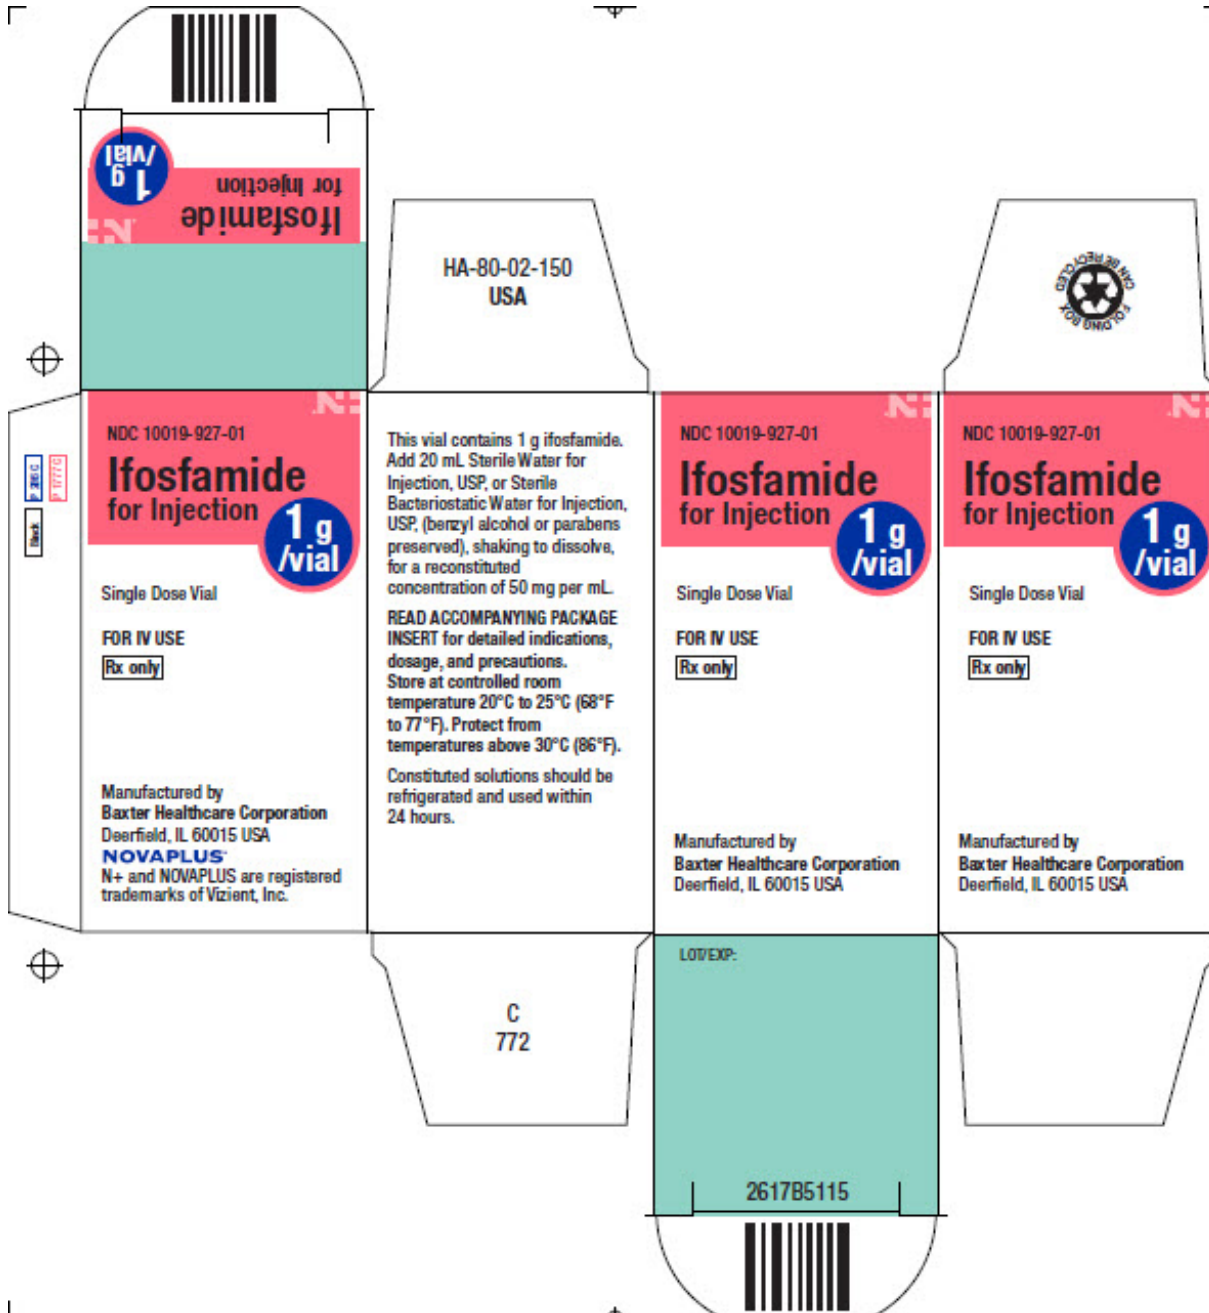 1 g
/vial
Ifosfamide
for Injection
N+
HA-80-02-150
USA
FOLDING BOX
CAN BE RECYCLED
Black
P 1777 C
N+
NDC 10019-927-01
Ifosfamide
for Injection
1 g
/vial
Single Dose Vial
FOR IV USE
Rx only
Manufactured by
Baxter Healthcare Corporation
Deerfield, IL 60015 USA
NOVAPLUS™
N+ and NOVAPLUS are registered
trademarks of Vizient, Inc.
This vial contains 1 g ifosfamide.
Add 20 mL Sterile Water for
Injection, USP, or Sterile
Bacteriostatic Water for Injection,
USP, (benzyl alcohol or parabens
preserved), shaking to dissolve,
for a reconstituted
concentration of 50 mg per mL.
READ ACCOMPANYING PACKAGE
INSERT for detailed indications,
dosage, and precautions.
Store at controlled room
temperature 20°C to 25°C (68°F
to 77°F). Protect from
temperatures above 30°C (86°F).
Constituted solutions should be
refrigerated and used within
24 hours.
N+
NDC 10019-927-01
Ifosfamide
for Injection
1 g
/vial
Single Dose Vial
FOR IV USE
Rx only
Manufactured by
Baxter Healthcare Corporation
Deerfield, IL 60015 USA
N+
NDC 10019-927-01
Ifosfamide
for Injection
1 g
/vial
Single Dose Vial
FOR IV USE
Rx only
Manufactured by
Baxter Healthcare Corporation
Deerfield, IL 60015 USA
C
772
LOT/EXP:
2617B5115